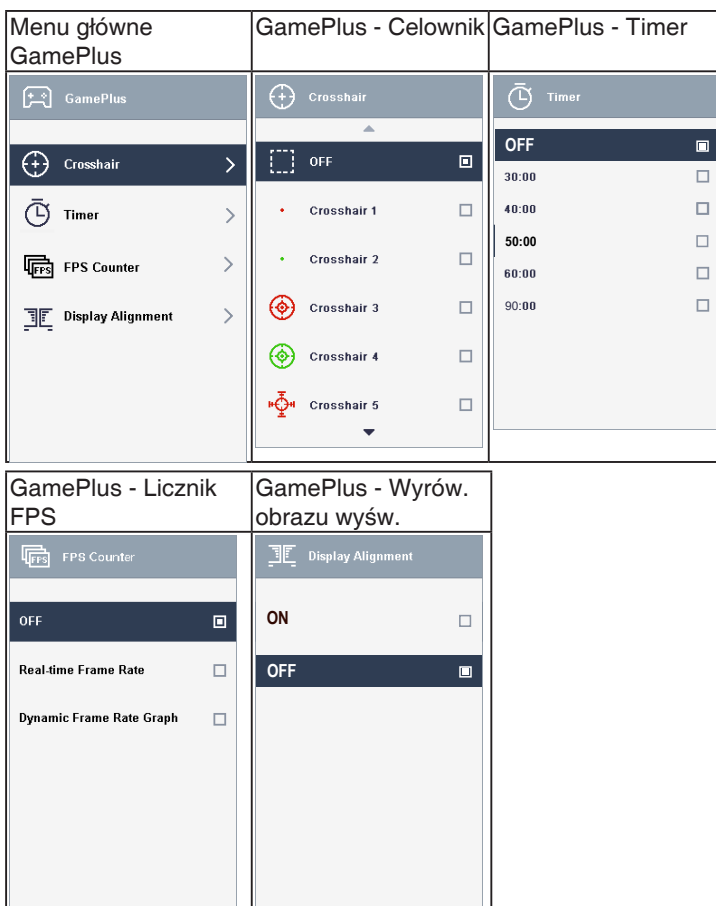 Menu główne
GamePlus
GamePlus
Crosshair
Timer
FPS Counter
FPS
Display Alignment
GamePlus - Celownik
Crosshair
OFF
Crosshair 1
Crosshair 2
Crosshair 3
Crosshair 4
Crosshair 5
GamePlus - Timer
Timer
OFF
30:00
40:00
50:00
60:00
90:00
GamePlus - Licznik
FPS
FPS
FPS Counter
OFF
Real-time Frame Rate
Dynamic Frame Rate Graph
GamePlus - Wyrów.
obrazu wyśw.
Display Alignment
ON
OFF